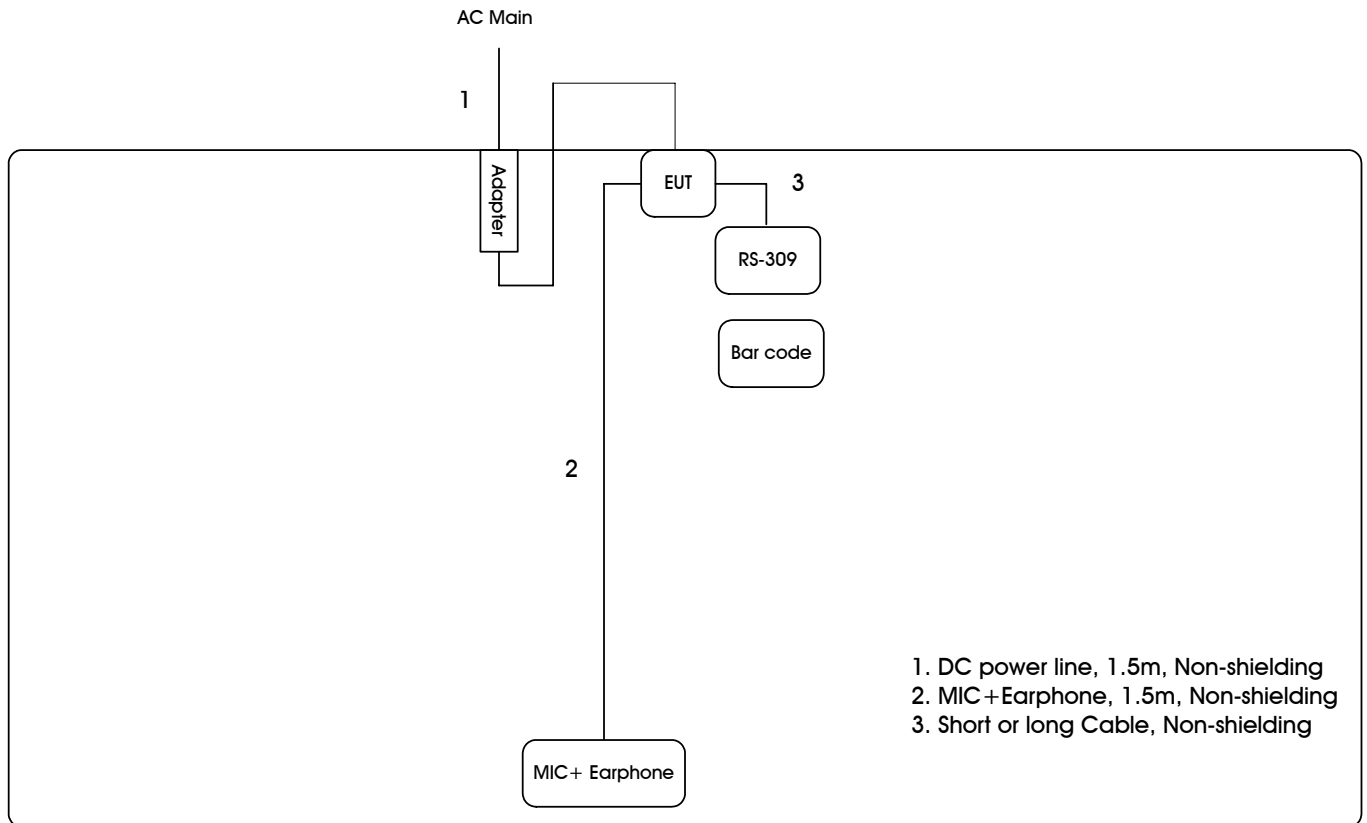 AC Main
1
Adapter
EUT
3
RS-309
Bar code
2
1. DC power line, 1.5m, Non-shielding
2. MIC+Earphone, 1.5m, Non-shielding
3. Short or long Cable, Non-shielding
MIC+ Earphone